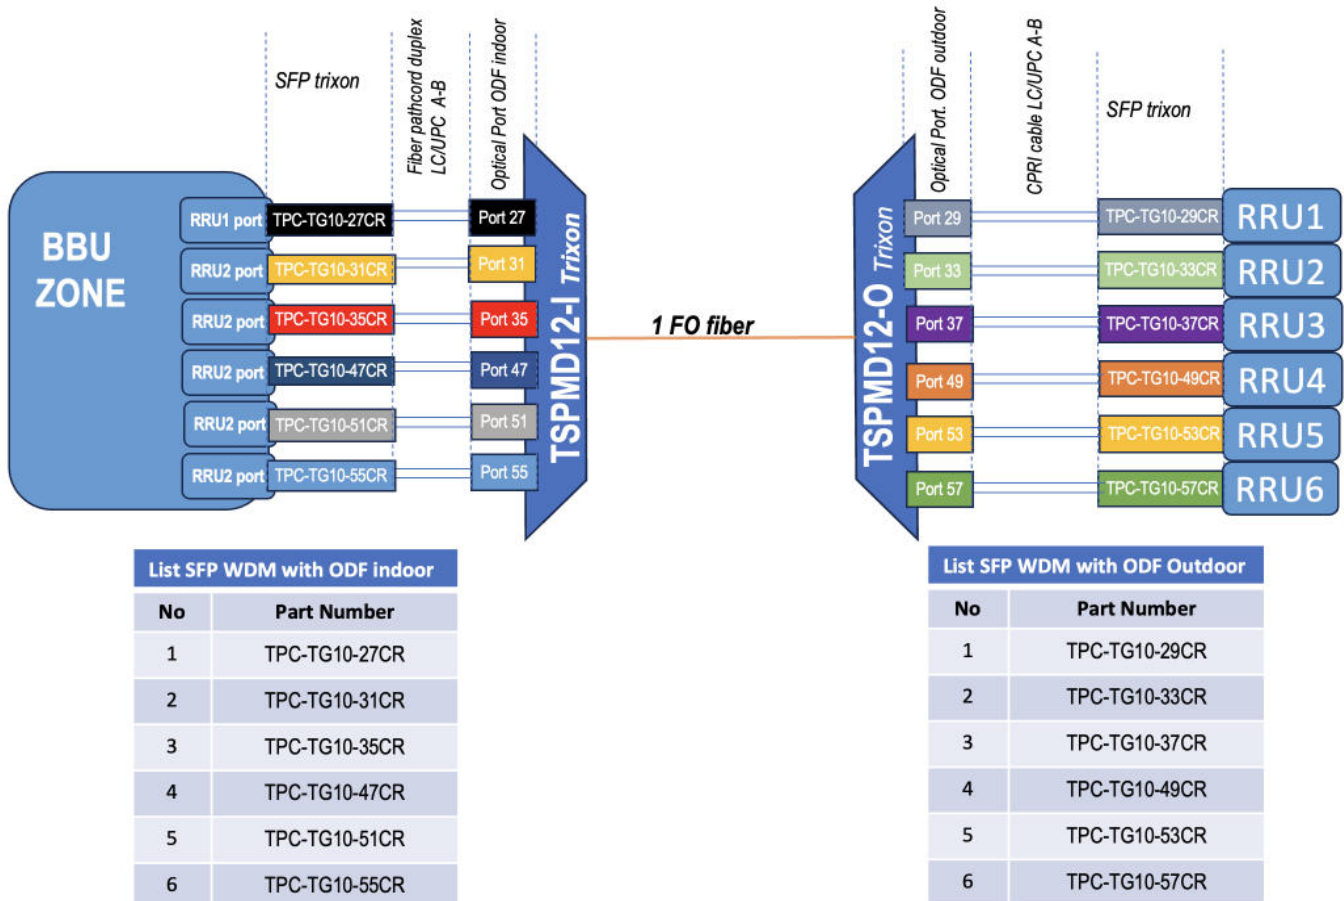 SFP trixon
Fiber pathcord duplex
LC/UPC A-B
Optical Port ODF indoor
Optical Port. ODF outdoor
CPRI cable LC/UPC A-B
SFP trixon
BBU
ZONE
RRU1 port TPC-TG10-27CR Port 27
RRU2 port TPC-TG10-31CR Port 31
RRU2 port TPC-TG10-35CR Port 35
RRU2 port TPC-TG10-47CR Port 47
RRU2 port TPC-TG10-51CR Port 51
RRU2 port TPC-TG10-55CR Port 55
TSPMD12-I Trixon
1 FO fiber
TSPMD12-O Trixon
Port 29 TPC-TG10-29CR RRU1
Port 33 TPC-TG10-33CR RRU2
Port 37 TPC-TG10-37CR RRU3
Port 49 TPC-TG10-49CR RRU4
Port 53 TPC-TG10-53CR RRU5
Port 57 TPC-TG10-57CR RRU6
List SFP WDM with ODF indoor
No Part Number
1 TPC-TG10-27CR
2 TPC-TG10-31CR
3 TPC-TG10-35CR
4 TPC-TG10-47CR
5 TPC-TG10-51CR
6 TPC-TG10-55CR
List SFP WDM with ODF Outdoor
No Part Number
1 TPC-TG10-29CR
2 TPC-TG10-33CR
3 TPC-TG10-37CR
4 TPC-TG10-49CR
5 TPC-TG10-53CR
6 TPC-TG10-57CR